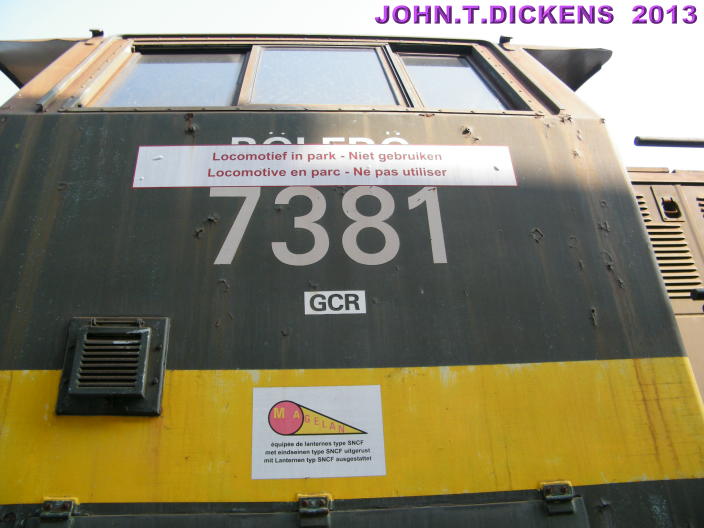 JOHN.T.DICKENS 2013
Locomotief in park - Niet gebruiken
Locomotive en parc - Ne pas utiliser
7381
GCR
MAGELAN
équipée de lanternes type SNCF
met eindseinen type SNCF uitgerust
mit Lanternen typ SNCF ausgestattet